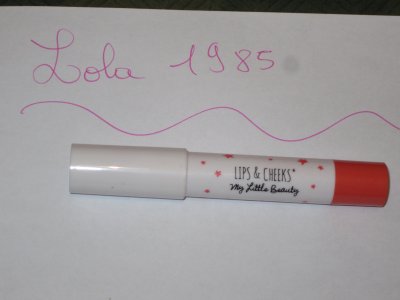 Lola 1985
LIPS & CHEEKS
My Little Beauty